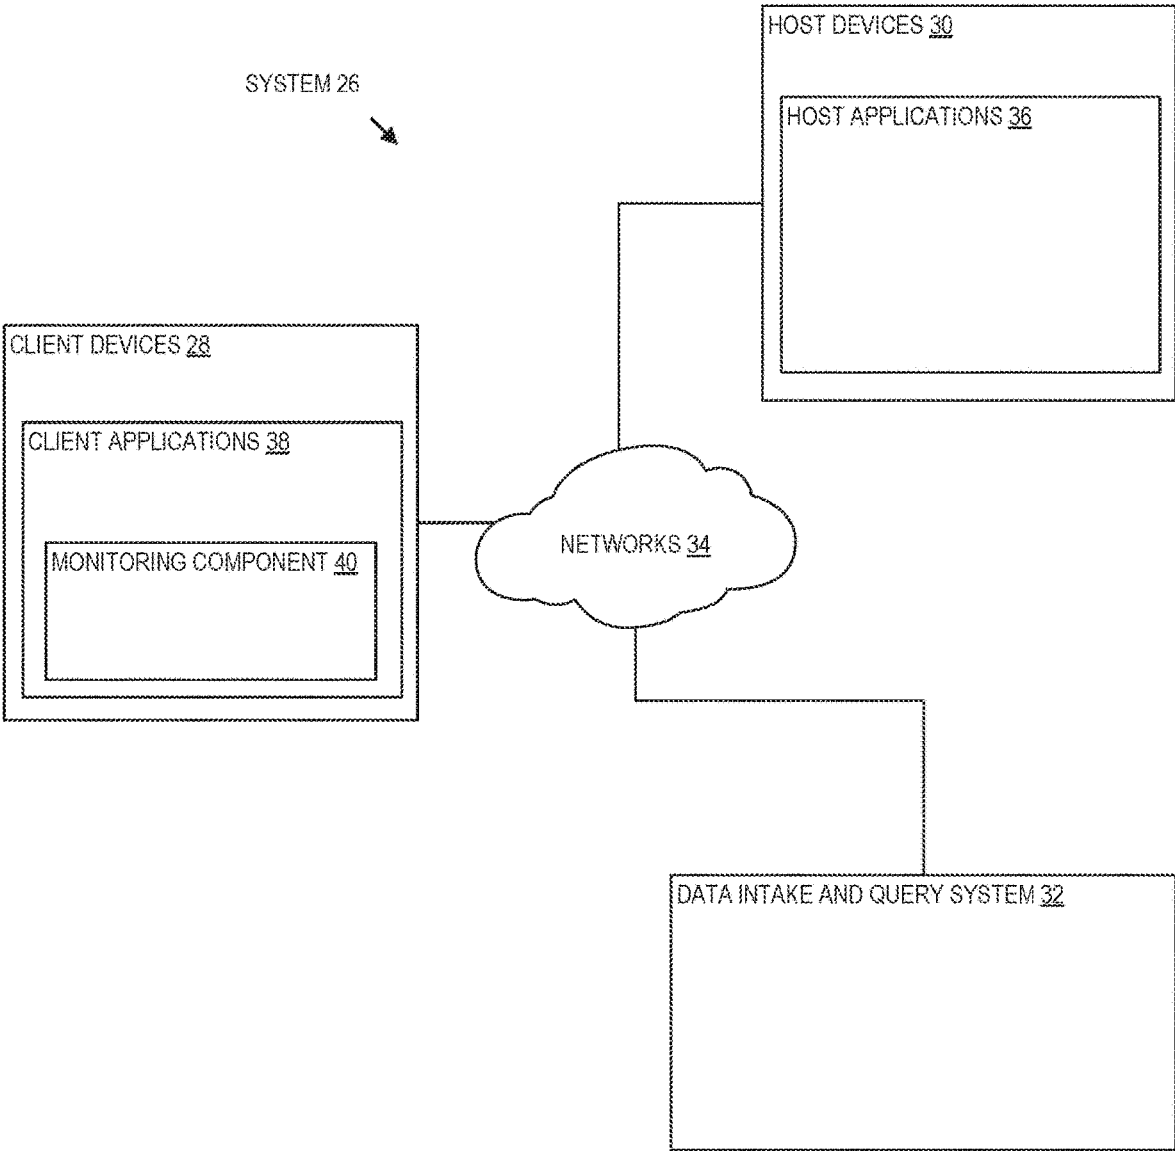 HOST DEVICES 30
SYSTEM 26
HOST APPLICATIONS 36
CLIENT DEVICES 28
CLIENT APPLICATIONS 38
NETWORKS 34
MONITORING COMPONENT 40
DATA INTAKE AND QUERY SYSTEM 32